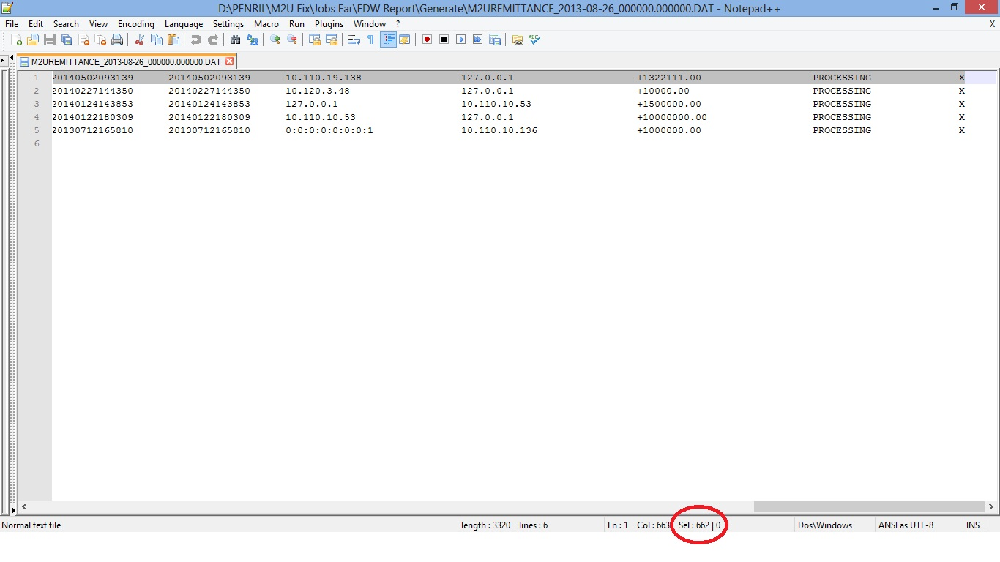 D:\PENRIL\M2U Fix\Jobs Ear\EDW Report\Generate\M2UREMITTANCE_2013-08-26_000000.000000.DAT - Notepad++
File Edit Search View Encoding Language Settings Macro Run Plugins Window ? X
M2UREMITTANCE_2013-08-26_000000.000000.DAT
1 20140502093139 20140502093139 10.110.19.138 127.0.0.1 +1322111.00 PROCESSING X
2 20140227144350 20140227144350 10.120.3.48 127.0.0.1 +10000.00 PROCESSING X
3 20140124143853 20140124143853 127.0.0.1 10.110.10.53 +1500000.00 PROCESSING X
4 20140122180309 20140122180309 10.110.10.53 127.0.0.1 +10000000.00 PROCESSING X
5 20130712165810 20130712165810 0:0:0:0:0:0:0:1 10.110.10.136 +1000000.00 PROCESSING X
6
Normal text file length : 3320 lines : 6 Ln : 1 Col : 663 Sel : 662 | 0 Dos\Windows ANSI as UTF-8 INS